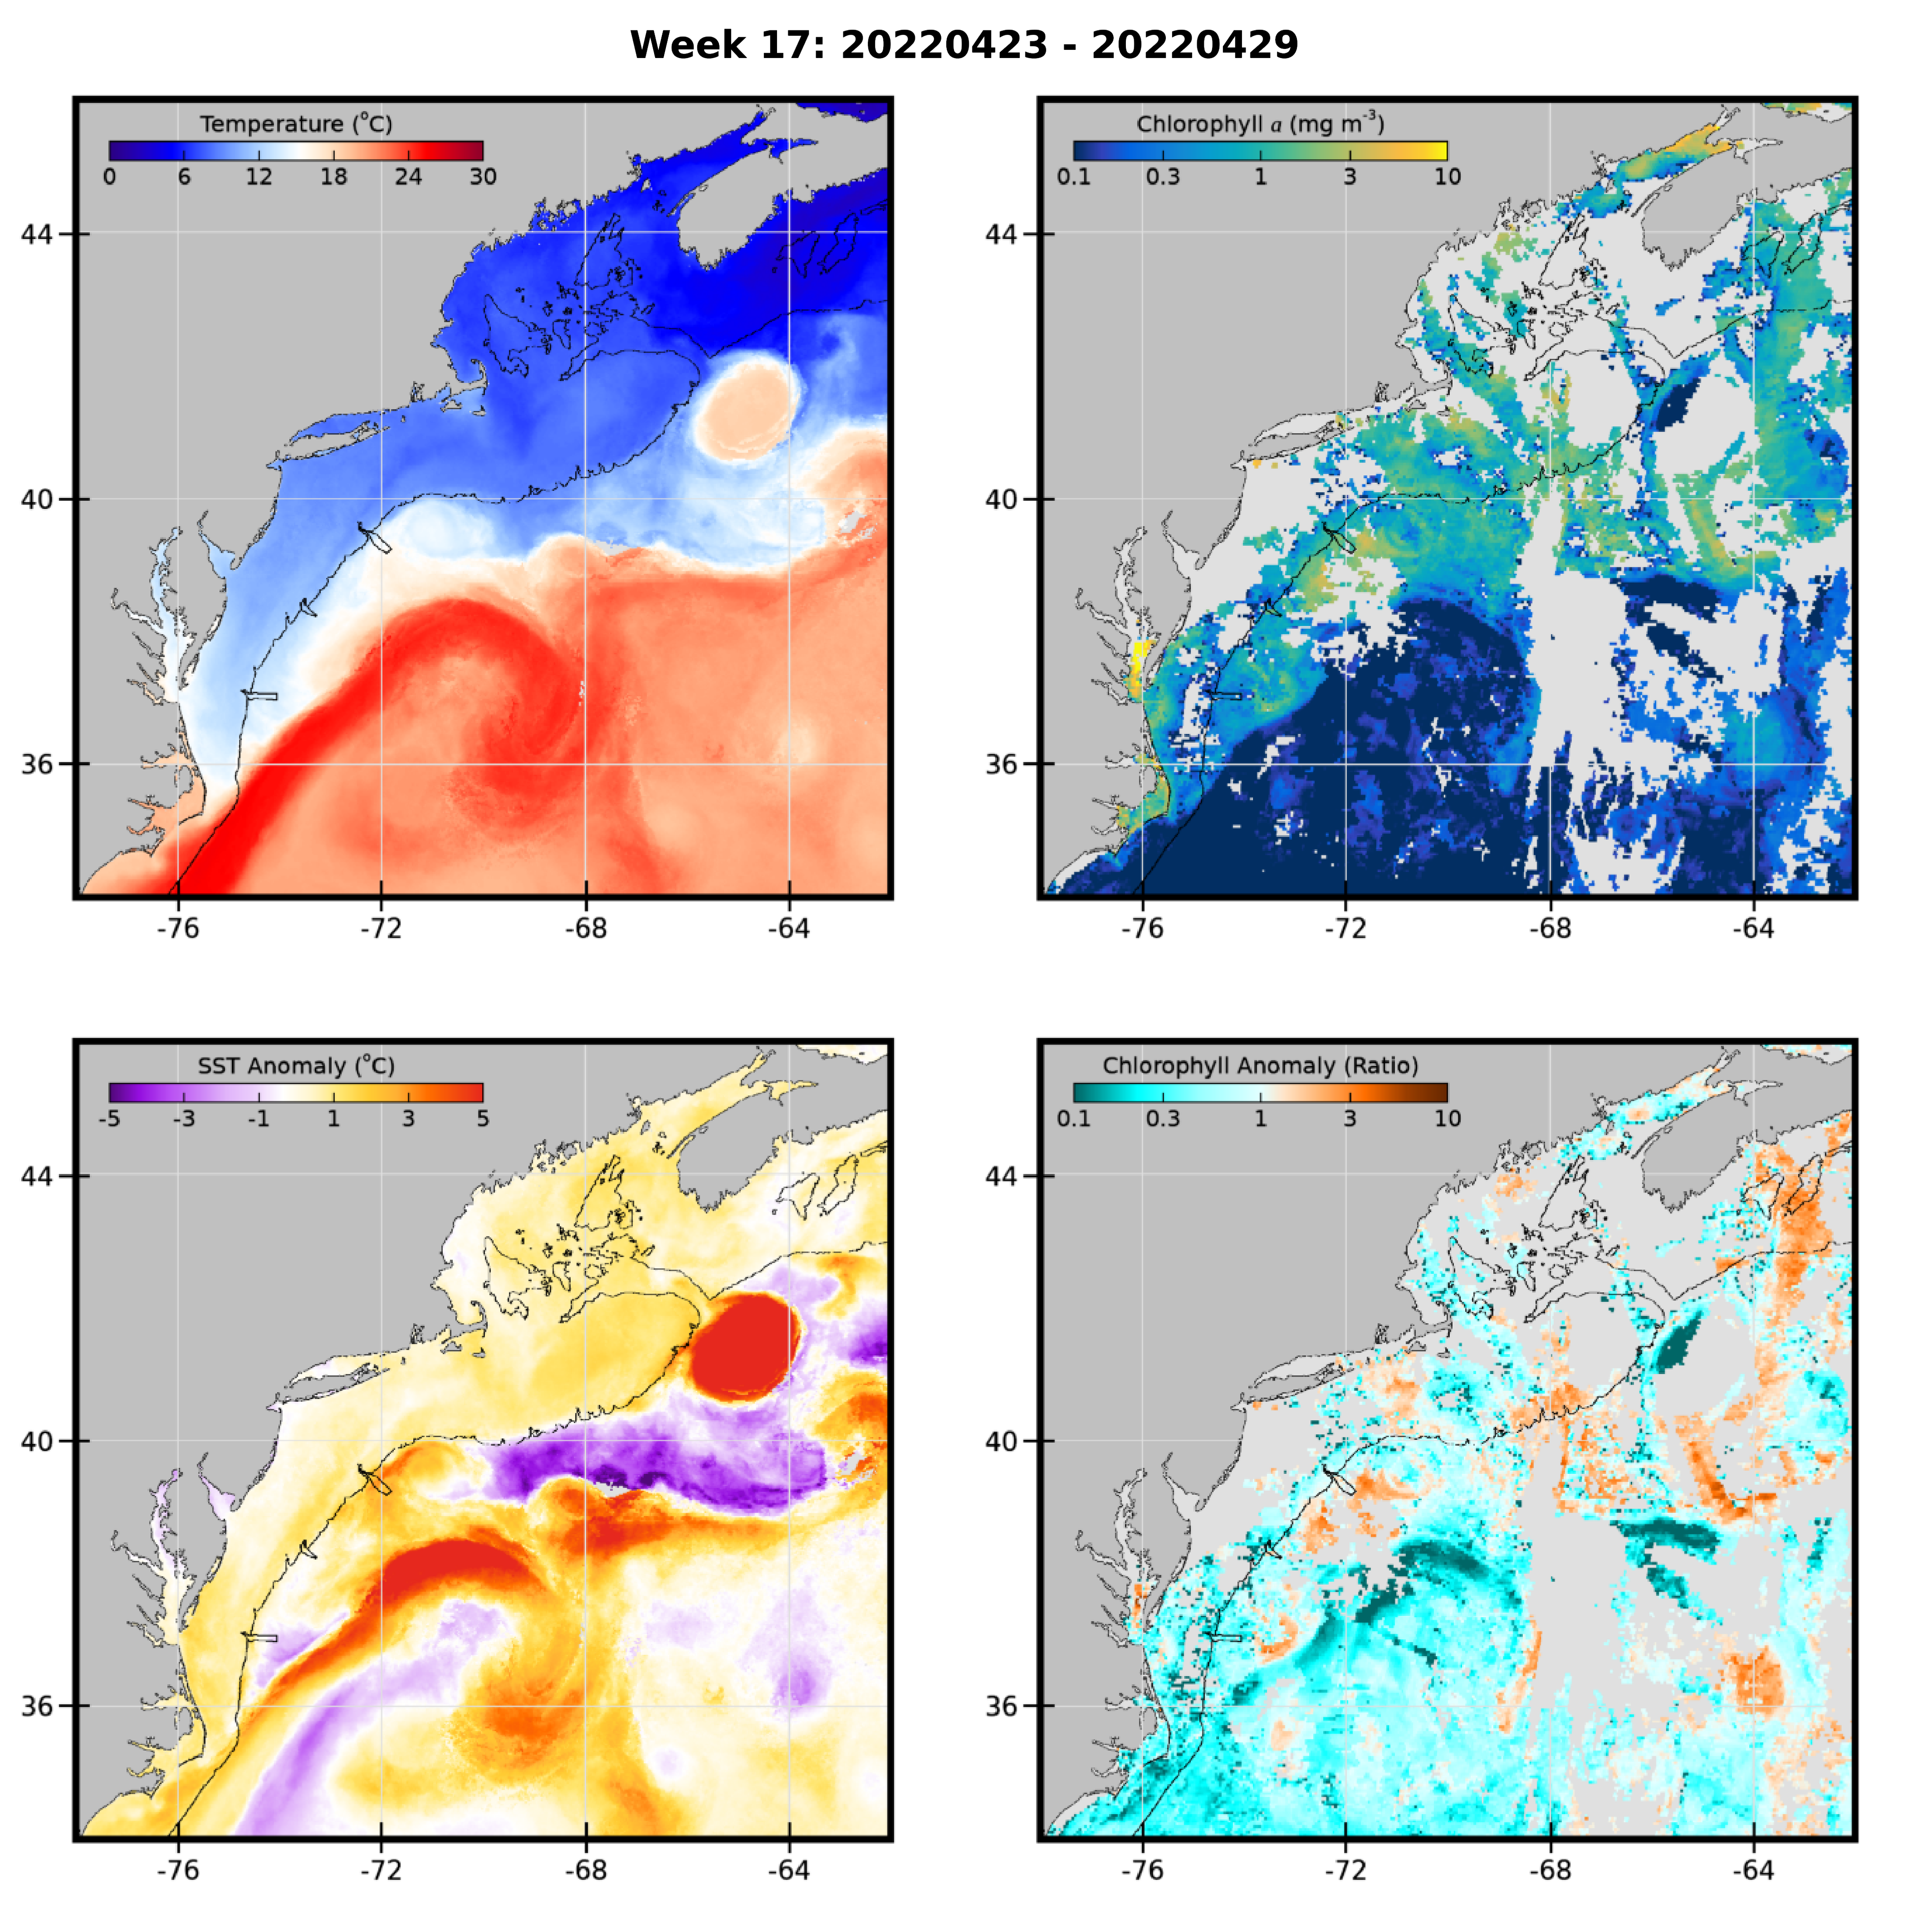 Week 17: 20220423 - 20220429
Temperature (°C)
0 6 12 18 24 30
44
40
36
-76 -72 -68 -64
Chlorophyll a (mg m⁻³)
0.1 0.3 1 3 10
44
40
36
-76 -72 -68 -64
SST Anomaly (°C)
-5 -3 -1 1 3 5
44
40
36
-76 -72 -68 -64
Chlorophyll Anomaly (Ratio)
0.1 0.3 1 3 10
44
40
36
-76 -72 -68 -64